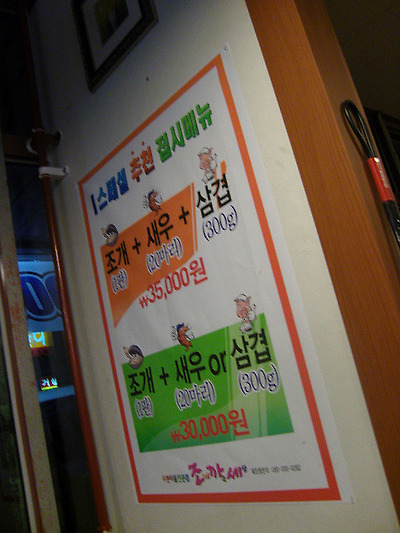 스페셜 추천 접시메뉴
조개 + 새우 + 삼겹
(20마리) (300g)
₩35,000원
조개 + 새우 or 삼겹
(20마리) (300g)
₩30,000원